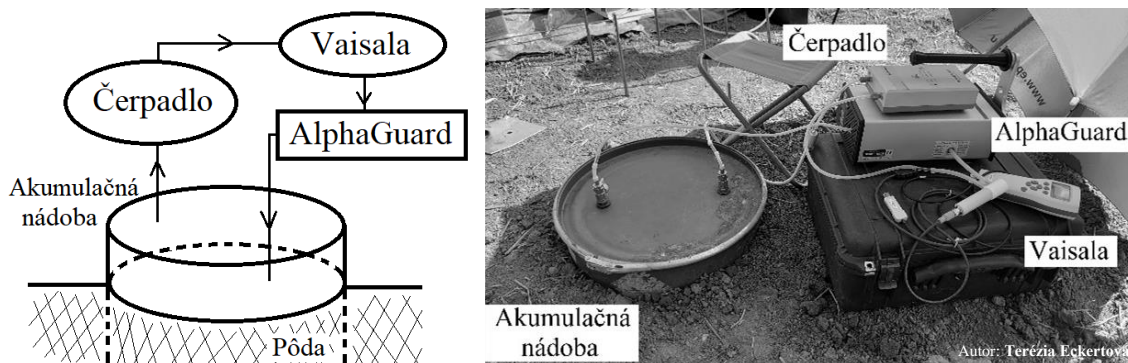 Vaisala
Čerpadlo
AlphaGuard
Akumulačná
nádoba
Pôda
Čerpadlo
AlphaGuard
Vaisala
Akumulačná
nádoba
Autor: Terézia Eckertová